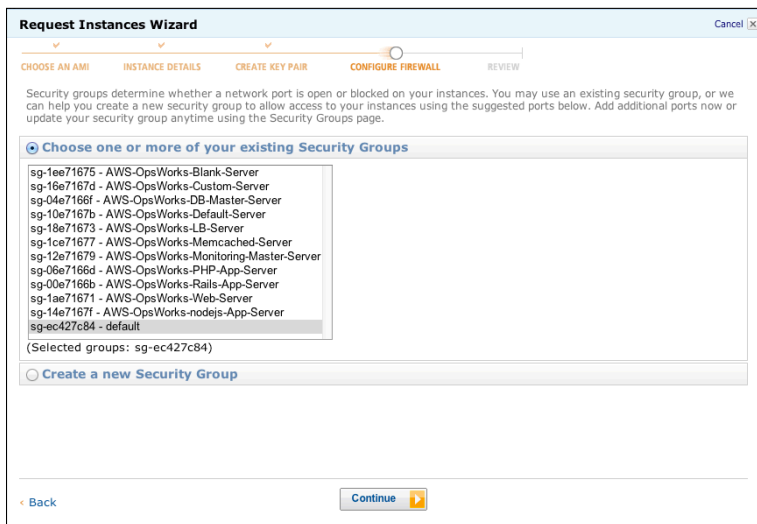 Request Instances Wizard
Cancel
CHOOSE AN AMI INSTANCE DETAILS CREATE KEY PAIR CONFIGURE FIREWALL REVIEW
Security groups determine whether a network port is open or blocked on your instances. You may use an existing security group, or we
can help you create a new security group to allow access to your instances using the suggested ports below. Add additional ports now or
update your security group anytime using the Security Groups page.
Choose one or more of your existing Security Groups
sg-1ee71675 - AWS-OpsWorks-Blank-Server
sg-16e7167d - AWS-OpsWorks-Custom-Server
sg-04e7166f - AWS-OpsWorks-DB-Master-Server
sg-10e7167b - AWS-OpsWorks-Default-Server
sg-18e71673 - AWS-OpsWorks-LB-Server
sg-1ce71677 - AWS-OpsWorks-Memcached-Server
sg-12e71679 - AWS-OpsWorks-Monitoring-Master-Server
sg-06e7166d - AWS-OpsWorks-PHP-App-Server
sg-00e7166b - AWS-OpsWorks-Rails-App-Server
sg-1ae71671 - AWS-OpsWorks-Web-Server
sg-14e7167f - AWS-OpsWorks-nodejs-App-Server
sg-ec427c84 - default
(Selected groups: sg-ec427c84)
Create a new Security Group
‹ Back
Continue